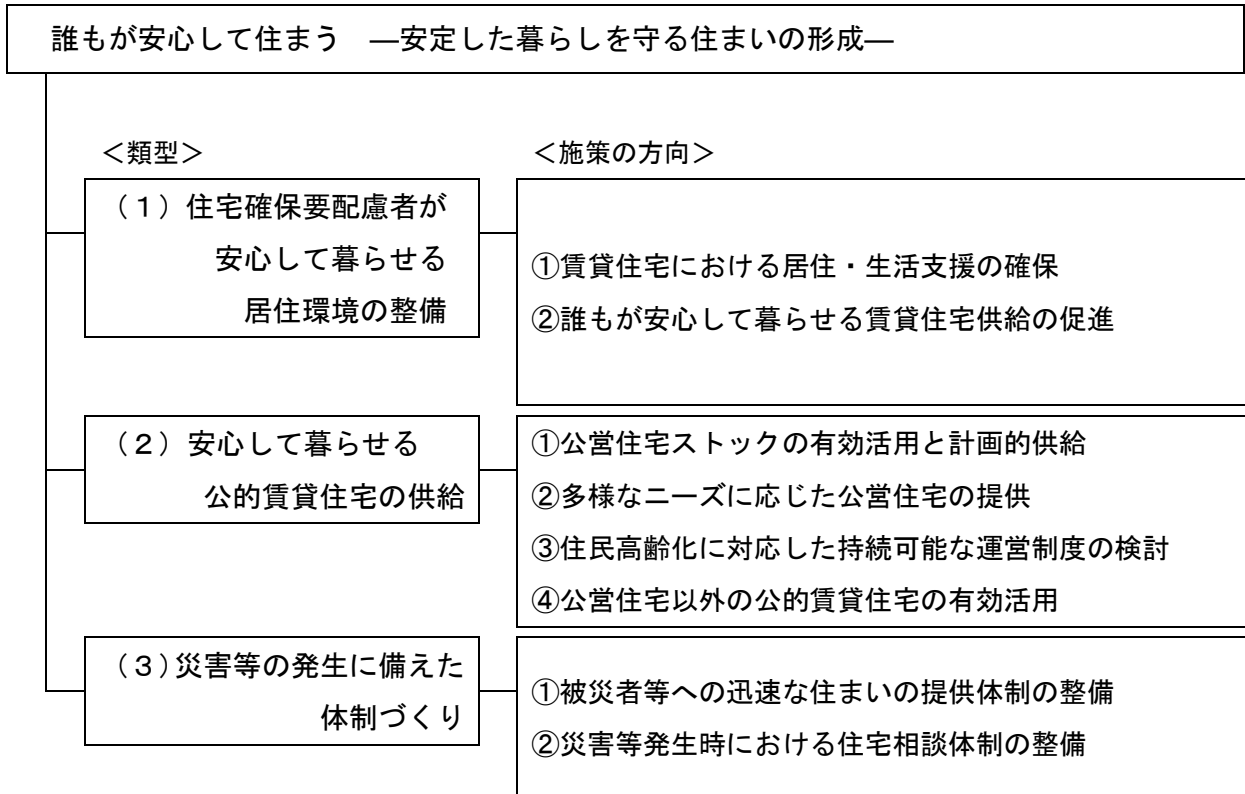 誰もが安心して住まう ―安定した暮らしを守る住まいの形成―
＜類型＞
＜施策の方向＞
（１）住宅確保要配慮者が
安心して暮らせる
居住環境の整備
①賃貸住宅における居住・生活支援の確保
②誰もが安心して暮らせる賃貸住宅供給の促進
（２）安心して暮らせる
公的賃貸住宅の供給
①公営住宅ストックの有効活用と計画的供給
②多様なニーズに応じた公営住宅の提供
③住民高齢化に対応した持続可能な運営制度の検討
④公営住宅以外の公的賃貸住宅の有効活用
（３）災害等の発生に備えた
体制づくり
①被災者等への迅速な住まいの提供体制の整備
②災害等発生時における住宅相談体制の整備